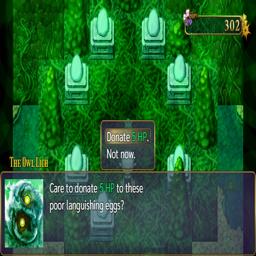 302
Donate 5 HP.
Not now.
The Owl Lich
Care to donate 5 HP to these
poor languishing eggs?